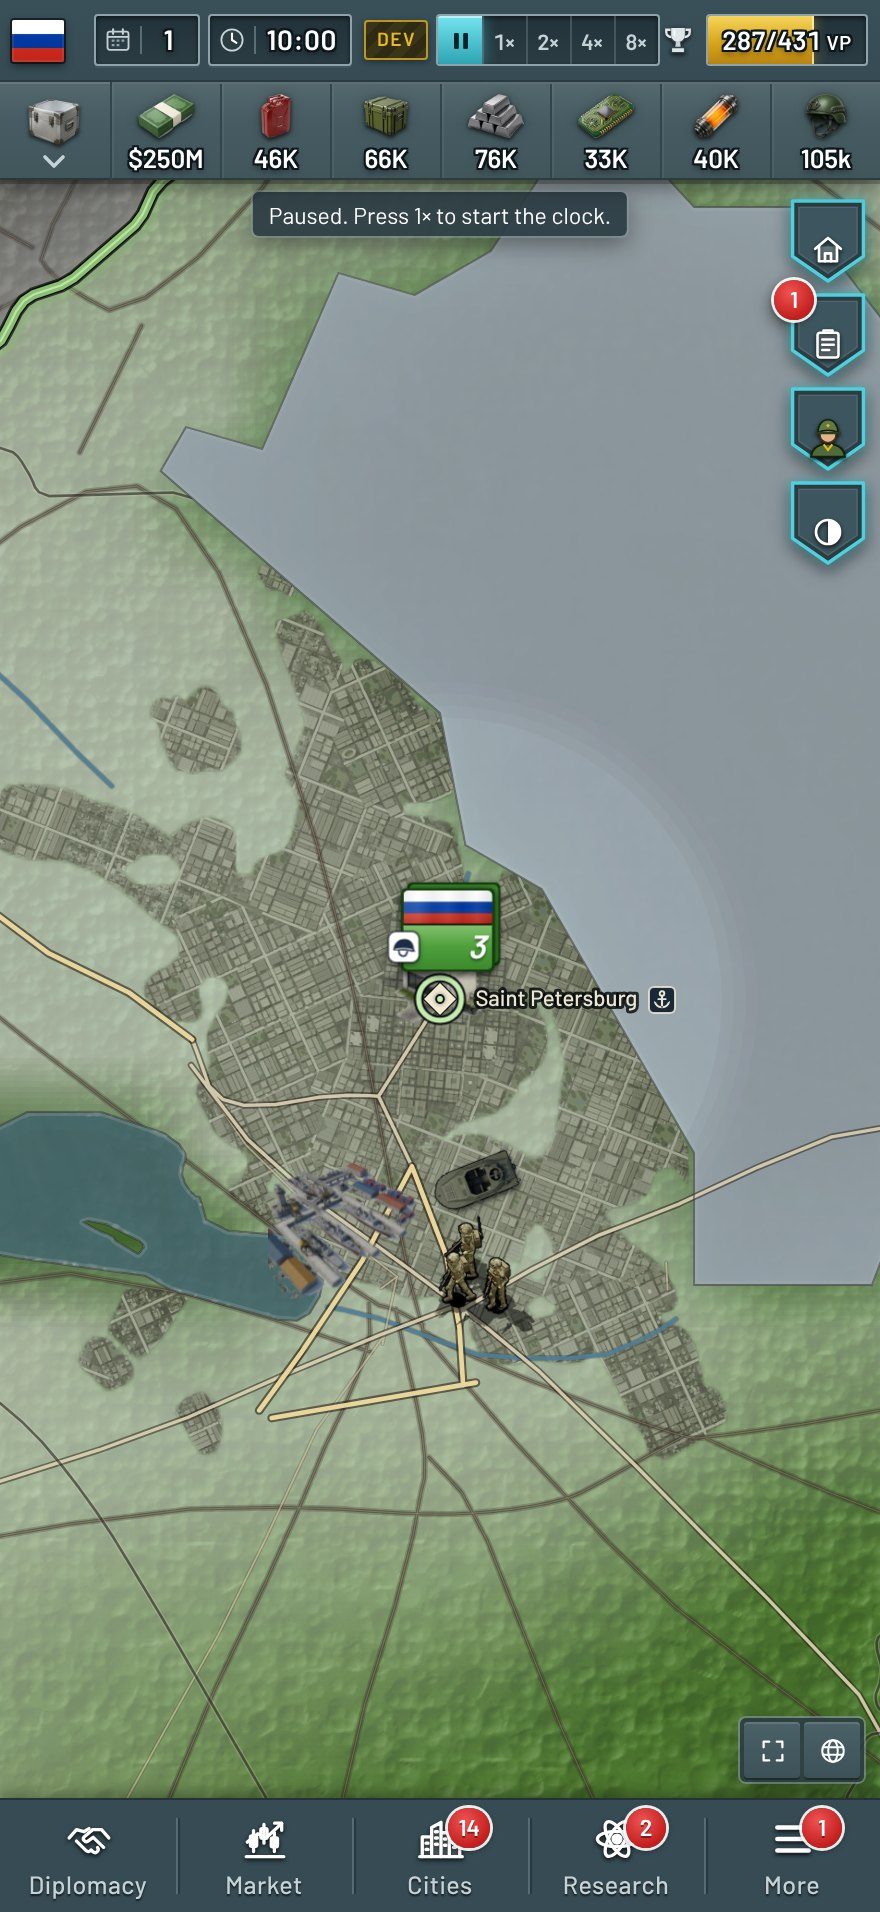 1
10:00
DEV
1×
2×
4×
8×
287/431 VP
$250M
46K
66K
76K
33K
40K
105k
Paused. Press 1× to start the clock.
1
3
Saint Petersburg
Diplomacy
Market
14
Cities
2
Research
1
More